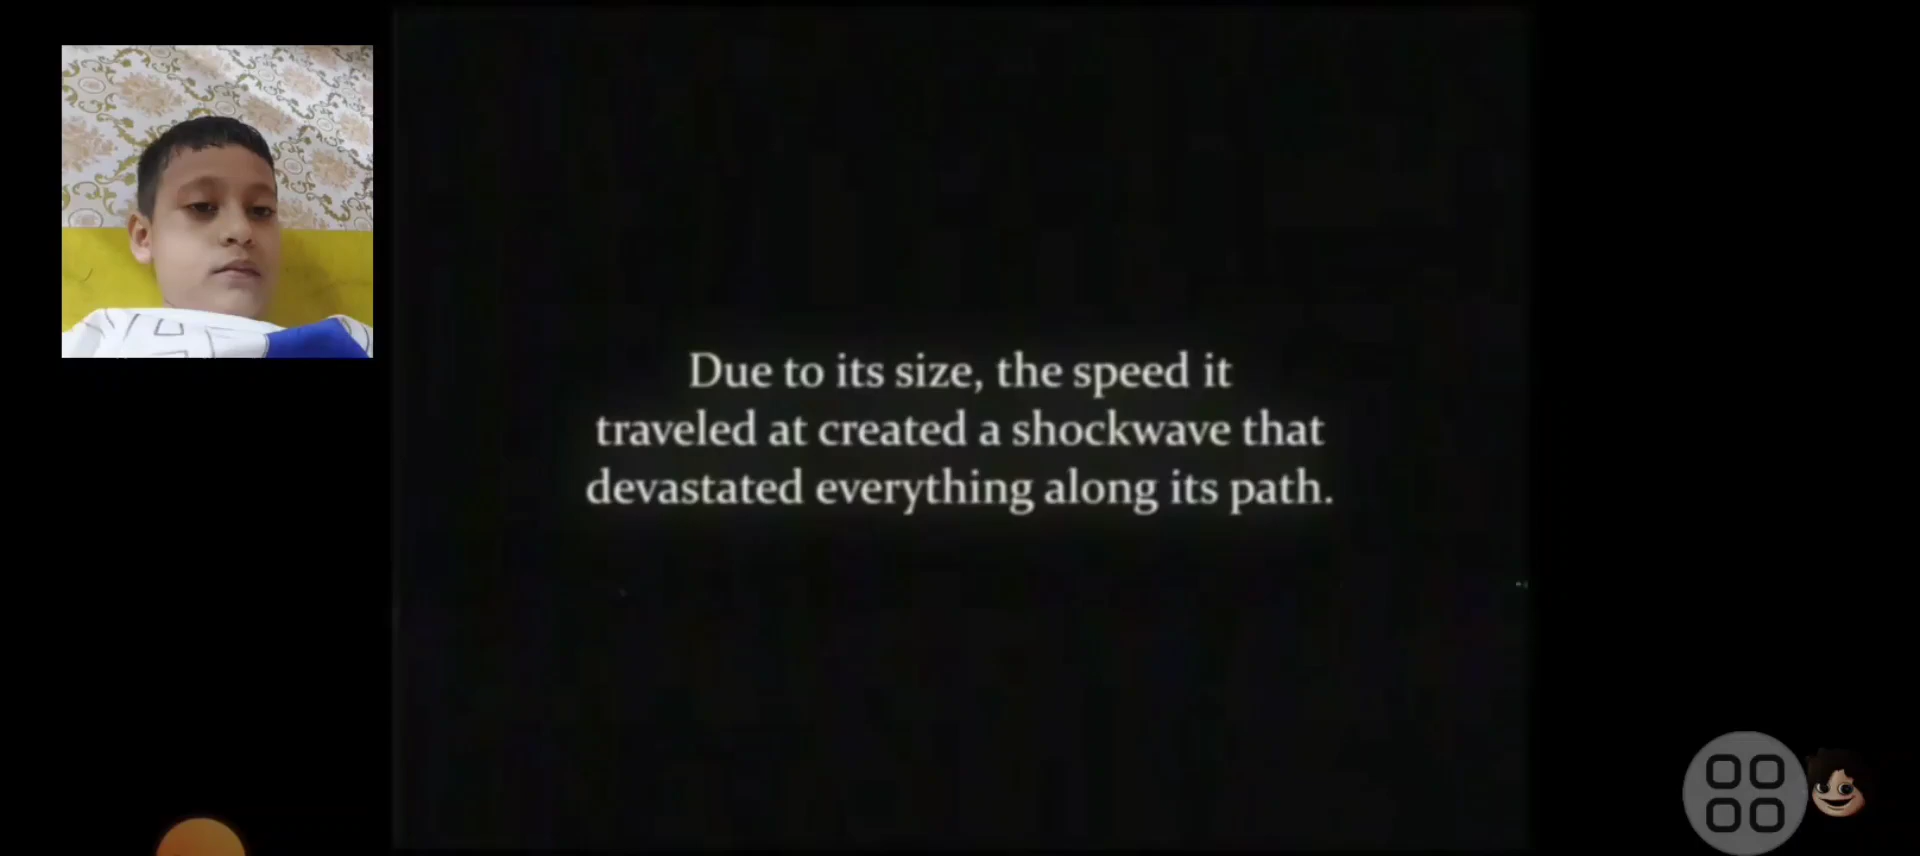 Due to its size, the speed it
traveled at created a shockwave that
devastated everything along its path.